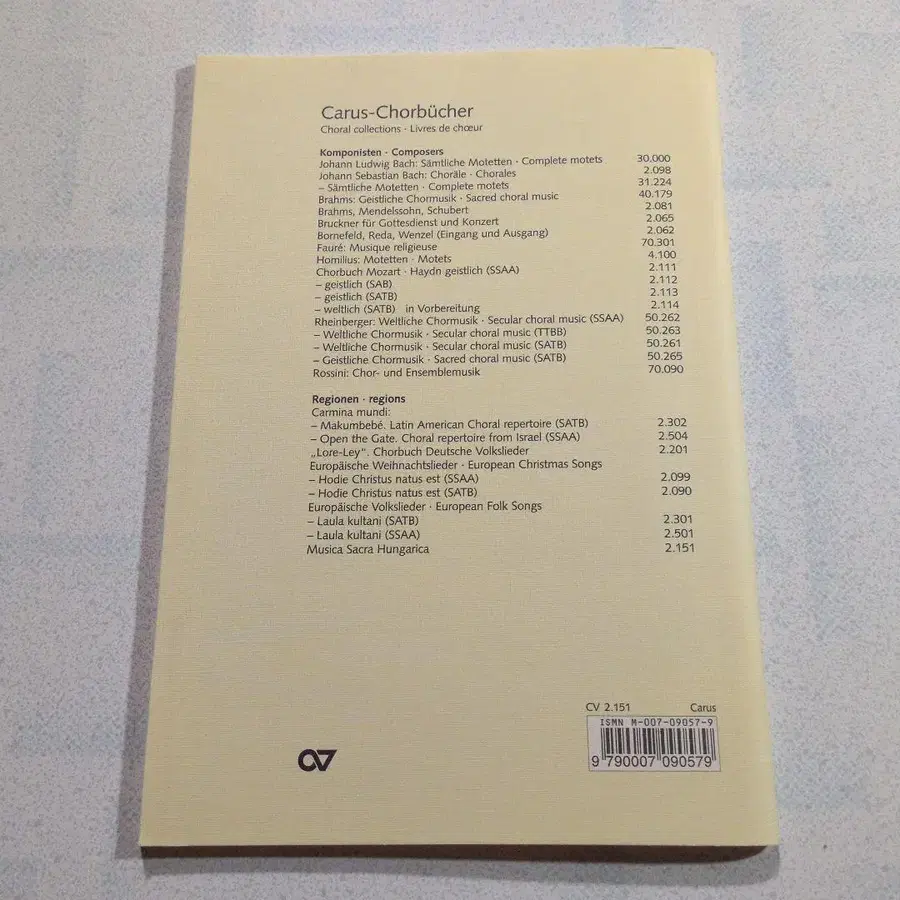 Carus-Chorbücher
Choral collections · Livres de chœur
Komponisten · Composers
Johann Ludwig Bach: Sämtliche Motetten · Complete motets 30.000
Johann Sebastian Bach: Choräle · Chorales 2.098
– Sämtliche Motetten · Complete motets 31.224
Brahms: Geistliche Chormusik · Sacred choral music 40.179
Brahms, Mendelssohn, Schubert 2.081
Bruckner für Gottesdienst und Konzert 2.065
Bornefeld, Reda, Wenzel (Eingang und Ausgang) 2.062
Fauré: Musique religieuse 70.301
Homilius: Motetten · Motets 4.100
Chorbuch Mozart · Haydn geistlich (SSAA) 2.111
– geistlich (SAB) 2.112
– geistlich (SATB) 2.113
– weltlich (SATB) in Vorbereitung 2.114
Rheinberger: Weltliche Chormusik · Secular choral music (SSAA) 50.262
– Weltliche Chormusik · Secular choral music (TTBB) 50.263
– Weltliche Chormusik · Secular choral music (SATB) 50.261
– Geistliche Chormusik · Sacred choral music (SATB) 50.265
Rossini: Chor- und Ensemblemusik 70.090
Regionen · regions
Carmina mundi:
– Makumbebé. Latin American Choral repertoire (SATB) 2.302
– Open the Gate. Choral repertoire from Israel (SSAA) 2.504
„Lore-Ley“. Chorbuch Deutsche Volkslieder 2.201
Europäische Weihnachtslieder · European Christmas Songs
– Hodie Christus natus est (SSAA) 2.099
– Hodie Christus natus est (SATB) 2.090
Europäische Volkslieder · European Folk Songs
– Laula kultani (SATB) 2.301
– Laula kultani (SSAA) 2.501
Musica Sacra Hungarica 2.151
CV 2.151 Carus
ISMN M-007-09057-9
9 790007 090579